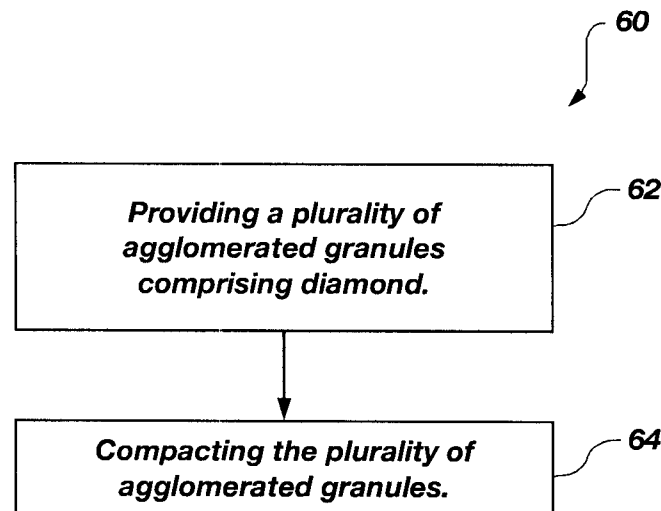 60
Providing a plurality of
agglomerated granules
comprising diamond.
62
Compacting the plurality of
agglomerated granules.
64